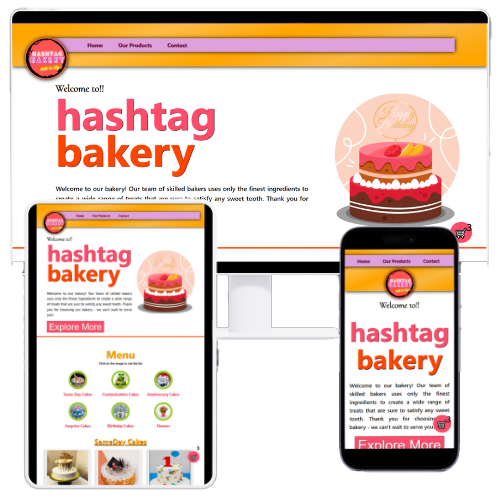 HASHTAG
BAKERY
Home Our Products Contact
Welcome to!!
hashtag
bakery
Happy
Birthday
Welcome to our bakery! Our team of skilled bakers uses only the finest ingredients to
create a wide range of treats that are sure to satisfy any sweet tooth. Thank you for
3
Home Our Products Contact
Welcome to!!
hashtag
bakery
Welcome to our bakery! Our team of skilled bakers
uses only the finest ingredients to create a wide range
of treats that are sure to satisfy any sweet tooth. Thank
you for choosing our bakery - we can't wait to serve
you!
Explore More
Menu
Click on the image to see the list
Same Day Cakes Customization Cakes Anniversary Cakes
Surprise Cakes Birthday Cakes Flowers
SameDay Cakes
3
Home Our Products Contact
HASHTAG
BAKERY
Welcome to!!
hashtag
bakery
Welcome to our bakery! Our team of
skilled bakers uses only the finest
ingredients to create a wide range of
treats that are sure to satisfy any sweet
tooth. Thank you for choosing our
bakery - we can't wait to serve you!
3
Explore More